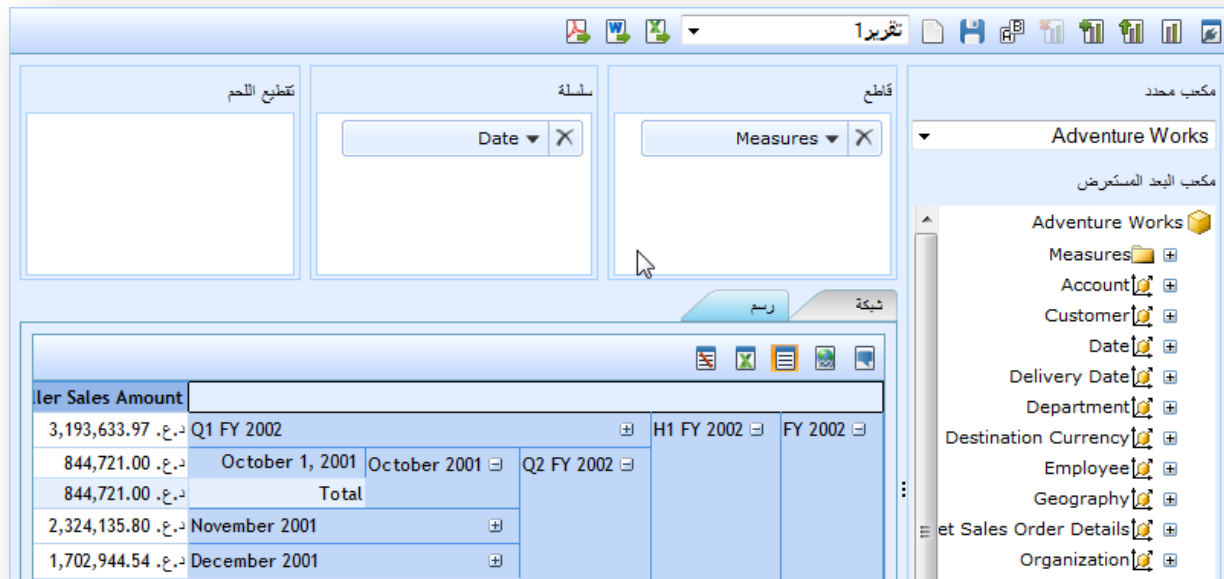 تقرير1
مكعب محدد
Adventure Works
مكعب البعد المستعرض
Adventure Works
Measures
Account
Customer
Date
Delivery Date
Department
Destination Currency
Employee
Geography
et Sales Order Details
Organization
قاطع
Measures
سلسلة
Date
تقطيع اللحم
شبكة
رسم
ller Sales Amount
FY 2002 H1 FY 2002 Q1 FY 2002 د.ع. 3,193,633.97
Q2 FY 2002 October 2001 October 1, 2001 د.ع. 844,721.00
Total د.ع. 844,721.00
November 2001 د.ع. 2,324,135.80
December 2001 د.ع. 1,702,944.54